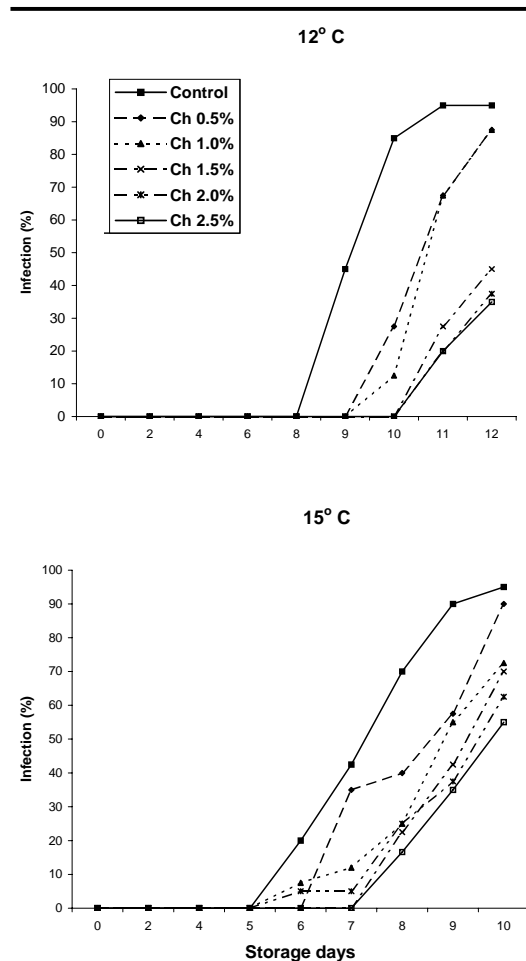 12° C
100
90
80
70
60
50
40
30
20
10
0
Infection (%)
Control
Ch 0.5%
Ch 1.0%
Ch 1.5%
Ch 2.0%
Ch 2.5%
0 2 4 6 8 9 10 11 12
15° C
100
90
80
70
60
50
40
30
20
10
0
Infection (%)
0 2 4 5 6 7 8 9 10
Storage days